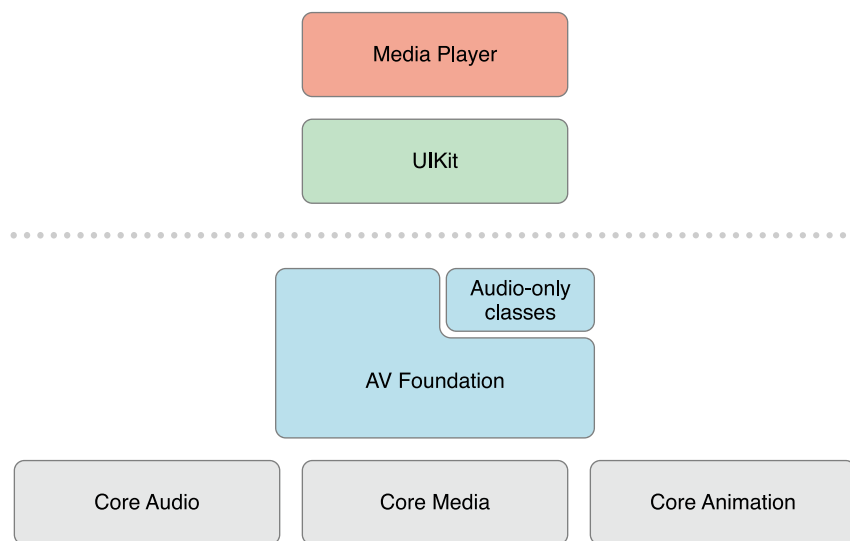 Media Player
UIKit
Audio-only
classes
AV Foundation
Core Audio
Core Media
Core Animation